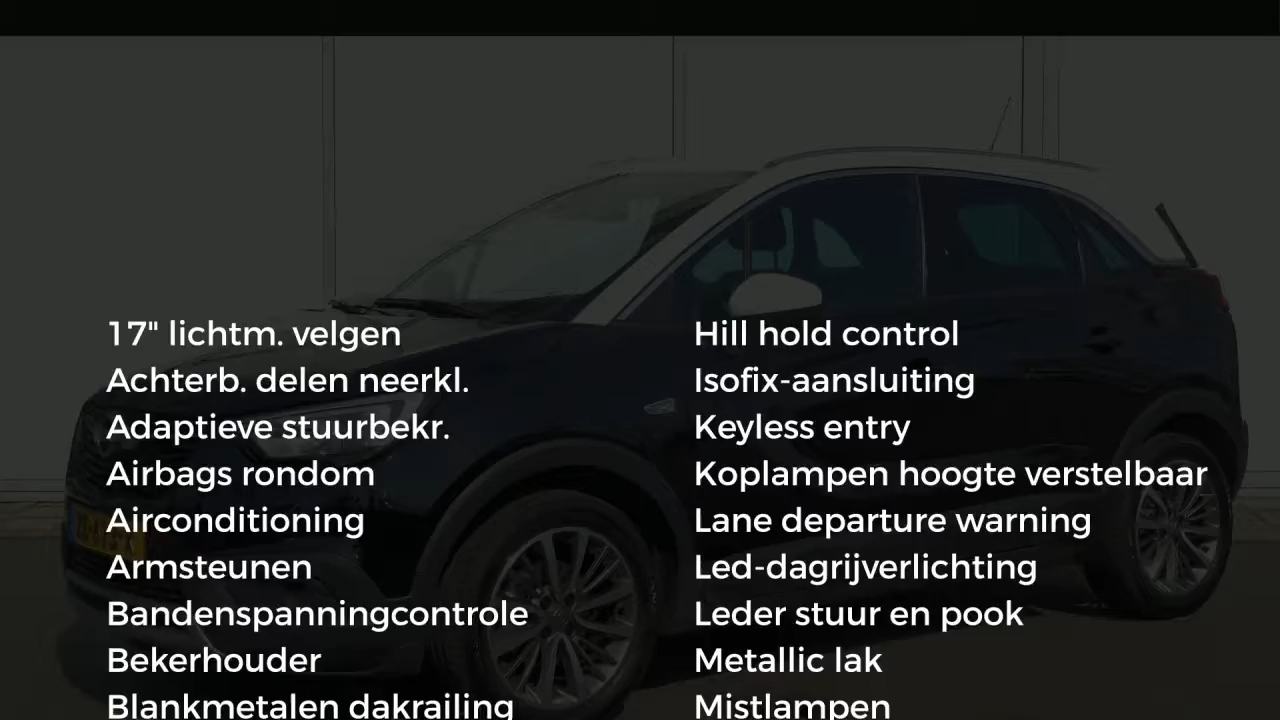 17" lichtm. velgen
Achterb. delen neerkl.
Adaptieve stuurbekr.
Airbags rondom
Airconditioning
Armsteunen
Bandenspanningcontrole
Bekerhouder
Blankmetalen dakrailing
Hill hold control
Isofix-aansluiting
Keyless entry
Koplampen hoogte verstelbaar
Lane departure warning
Led-dagrijverlichting
Leder stuur en pook
Metallic lak
Mistlampen